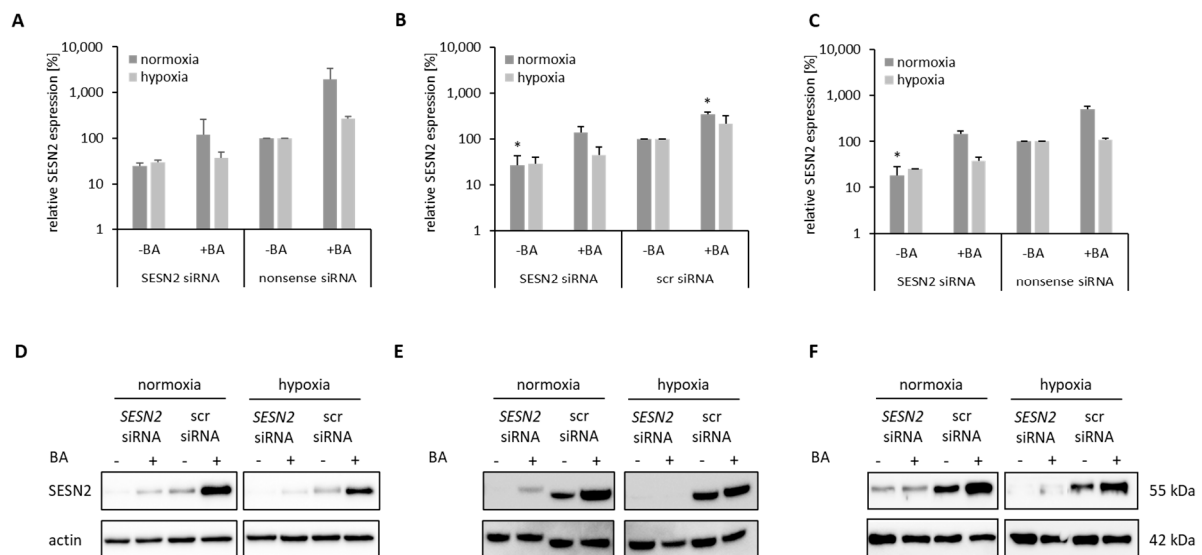 A
relative SESN2 espression [%]
10,000
1,000
100
10
1
normoxia
hypoxia
-BA +BA -BA +BA
SESN2 siRNA nonsense siRNA
B
relative SESN2 espression [%]
10,000
1,000
100
10
1
normoxia
hypoxia
*
*
-BA +BA -BA +BA
SESN2 siRNA scr siRNA
C
relative SESN2 espression [%]
10,000
1,000
100
10
1
normoxia
hypoxia
*
-BA +BA -BA +BA
SESN2 siRNA nonsense siRNA
D
normoxia hypoxia
SESN2 scr SESN2 scr
siRNA siRNA siRNA siRNA
BA - + - + - + - +
SESN2
actin
E
normoxia hypoxia
SESN2 scr SESN2 scr
siRNA siRNA siRNA siRNA
BA - + - + - + - +
F
normoxia hypoxia
SESN2 scr SESN2 scr
siRNA siRNA siRNA siRNA
BA - + - + - + - +
55 kDa
42 kDa